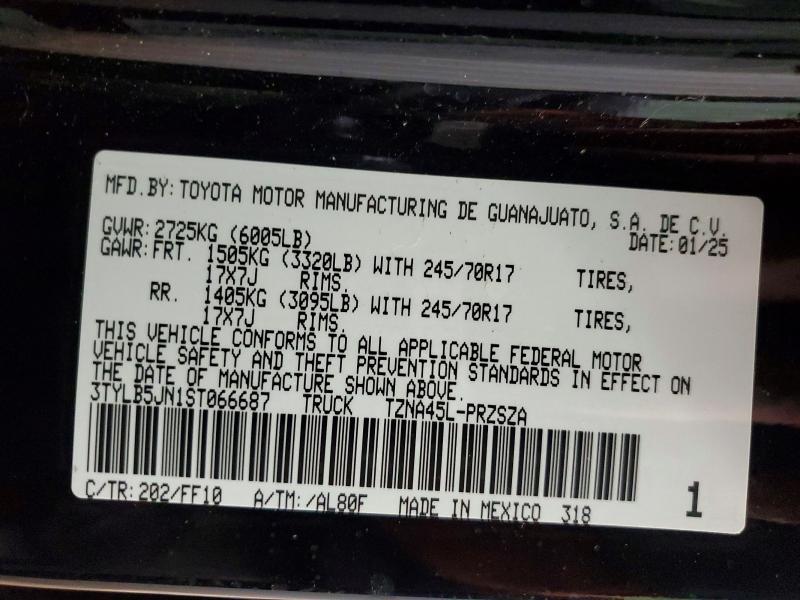 MFD.BY: TOYOTA MOTOR MANUFACTURING DE GUANAJUATO, S.A. DE C.V.
GVWR: 2725KG (6005LB) DATE: 01/25
GAWR: FRT. 1505KG (3320LB) WITH 245/70R17 TIRES,
17X7J RIMS.
RR. 1405KG (3095LB) WITH 245/70R17 TIRES,
17X7J RIMS.
THIS VEHICLE CONFORMS TO ALL APPLICABLE FEDERAL MOTOR
VEHICLE SAFETY AND THEFT PREVENTION STANDARDS IN EFFECT ON
THE DATE OF MANUFACTURE SHOWN ABOVE.
3TYLB5JN1ST066687 TRUCK TZNA45L-PRZSZA
C/TR: 202/FF10 A/TM: /AL80F MADE IN MEXICO 318
1